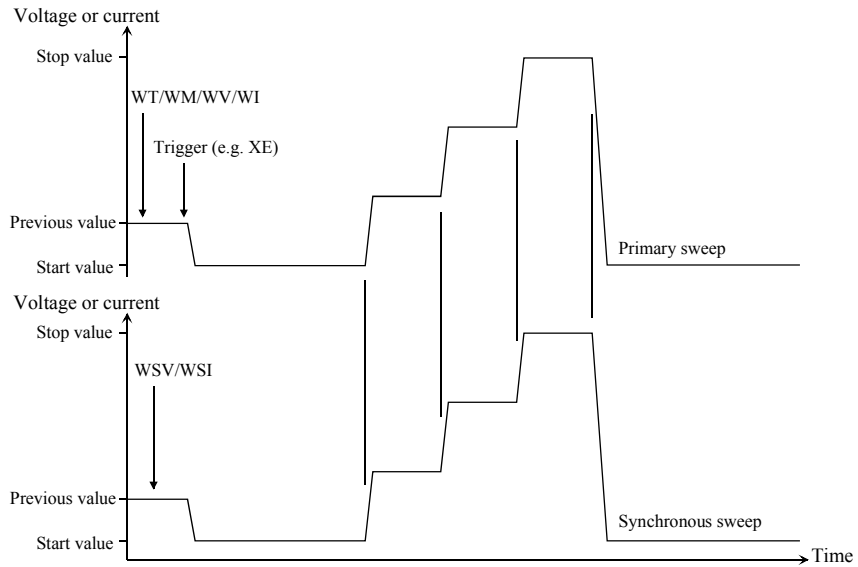 Voltage or current
Stop value
WT/WM/WV/WI
Trigger (e.g. XE)
Previous value
Start value
Primary sweep
Voltage or current
Stop value
WSV/WSI
Previous value
Start value
Synchronous sweep
Time